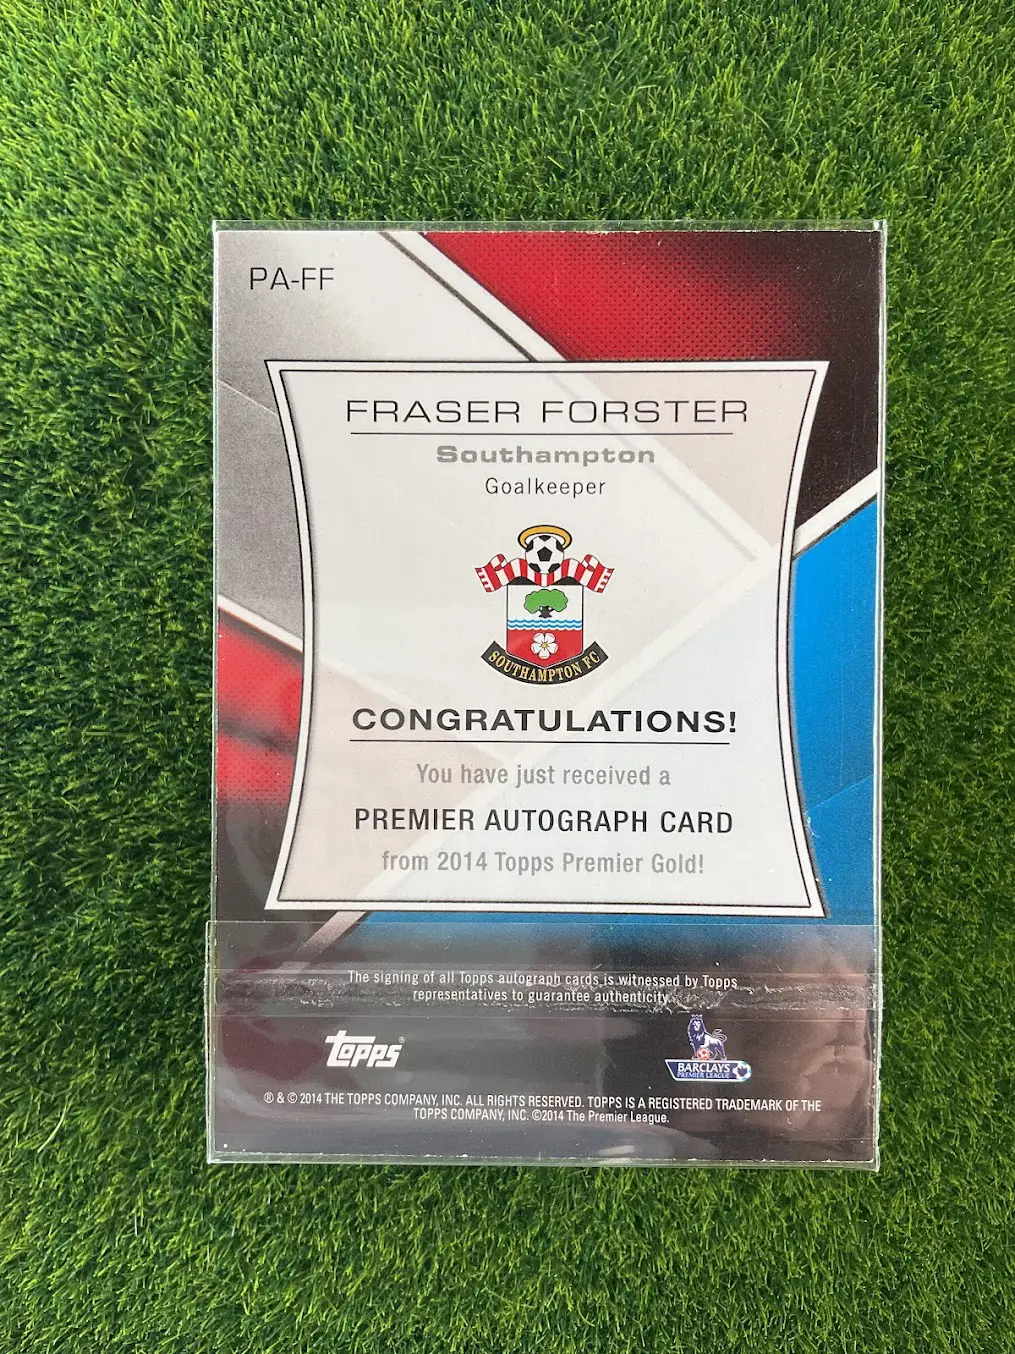 PA-FF
FRASER FORSTER
Southampton
Goalkeeper
SOUTHAMPTON FC
CONGRATULATIONS!
You have just received a
PREMIER AUTOGRAPH CARD
from 2014 Topps Premier Gold!
The signing of all Topps autograph cards is witnessed by Topps
representatives to guarantee authenticity.
topps®
BARCLAYS
PREMIER LEAGUE
® & © 2014 THE TOPPS COMPANY, INC. ALL RIGHTS RESERVED. TOPPS IS A REGISTERED TRADEMARK OF THE
TOPPS COMPANY, INC. ©2014 The Premier League.